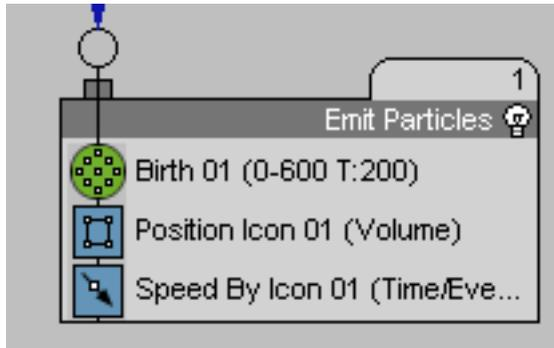 1
Emit Particles
Birth 01 (0-600 T:200)
Position Icon 01 (Volume)
Speed By Icon 01 (Time/Eve...